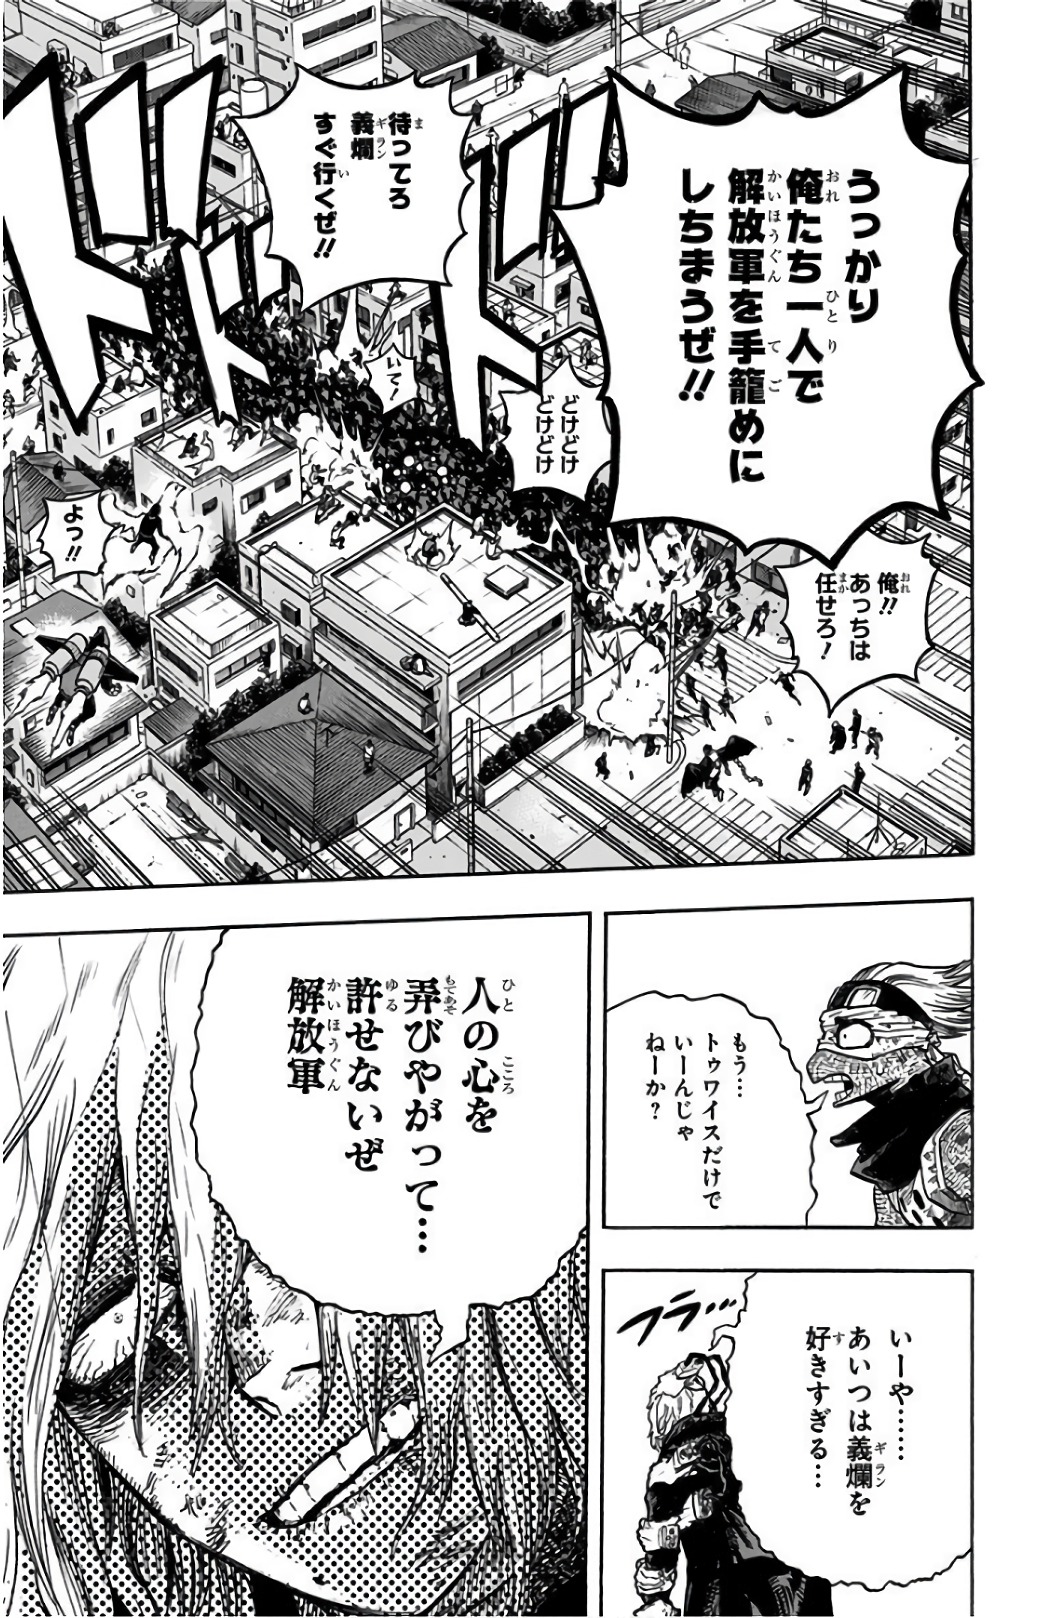 うっかり
俺たち一人で
解放軍を手籠めに
しちまうぜ!!
俺!!
あっちは
任せろ!
どけどけ
どけどけ
いて!
待ってろ
義爛
すぐ行くぜ!!
よっ!!
ドドドドド
もう…
トゥワイスだけで
いーんじゃ
ねーか?
いーや……
あいつは義爛を
好きすぎる…
フラ…
人の心を
弄びやがって…
許せないぜ
解放軍